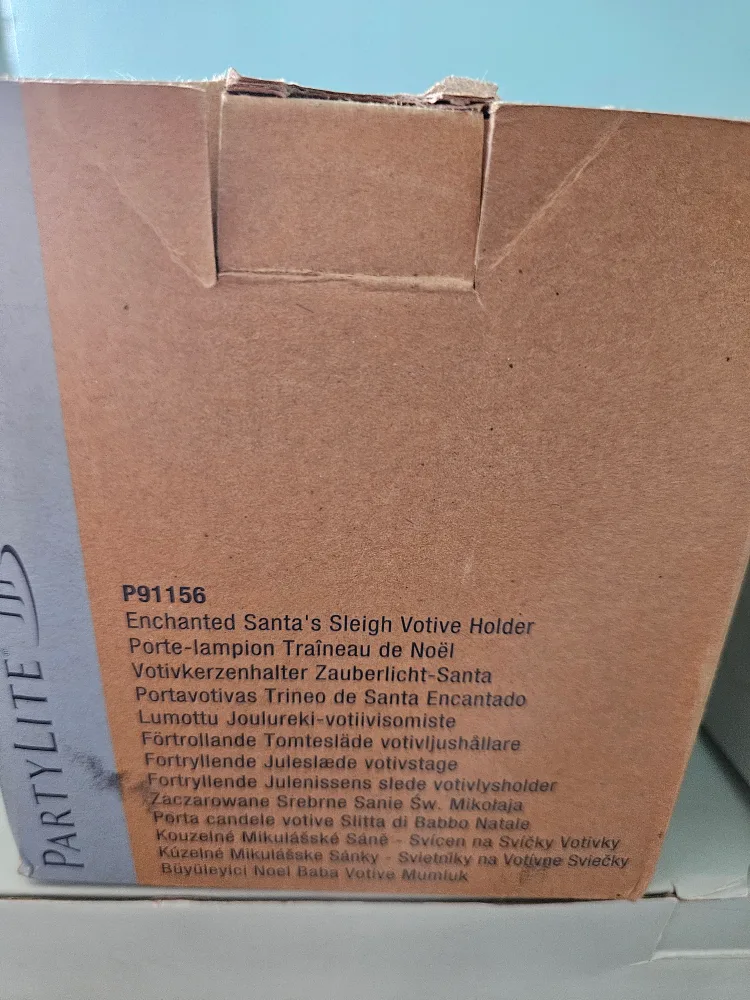 P91156
Enchanted Santa's Sleigh Votive Holder
Porte-lampion Traîneau de Noël
Votivkerzenhalter Zauberlicht-Santa
Portavotivas Trineo de Santa Encantado
Lumottu Joulureki-votiivisomiste
Förtrollande Tomtesläde votivljushållare
Fortryllende Juleslæde votivstage
Fortryllende Julenissens slede votivlysholder
Zaczarowane Srebrne Sanie Św. Mikołaja
Porta candele votive Slitta di Babbo Natale
Kouzelné Mikulášské Sáně - Svícen na Svíčky Votivky
Kúzelné Mikulášske Sánky - Svietniky na Votívne Sviečky
Büyüleyici Noel Baba Votive Mumluk
PARTYLITE